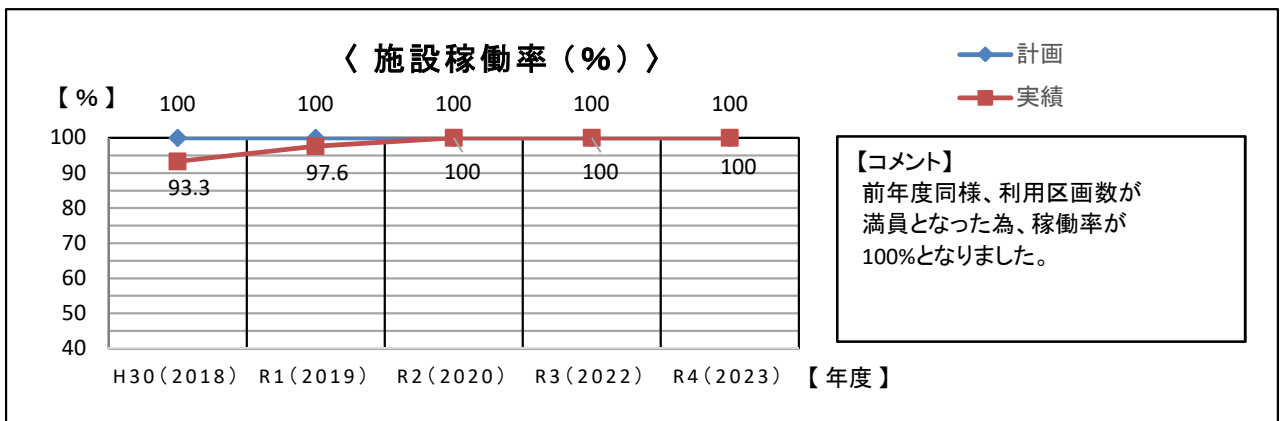 〈 施設稼働率（％）〉
計画
実績
【 % 】
100 100 100 100 100
100
90
80
70
60
50
40
93.3 97.6 100 100 100
H30(2018) R1(2019) R2(2020) R3(2022) R4(2023) 【 年度 】
【コメント】
前年度同様、利用区画数が
満員となった為、稼働率が
100%となりました。